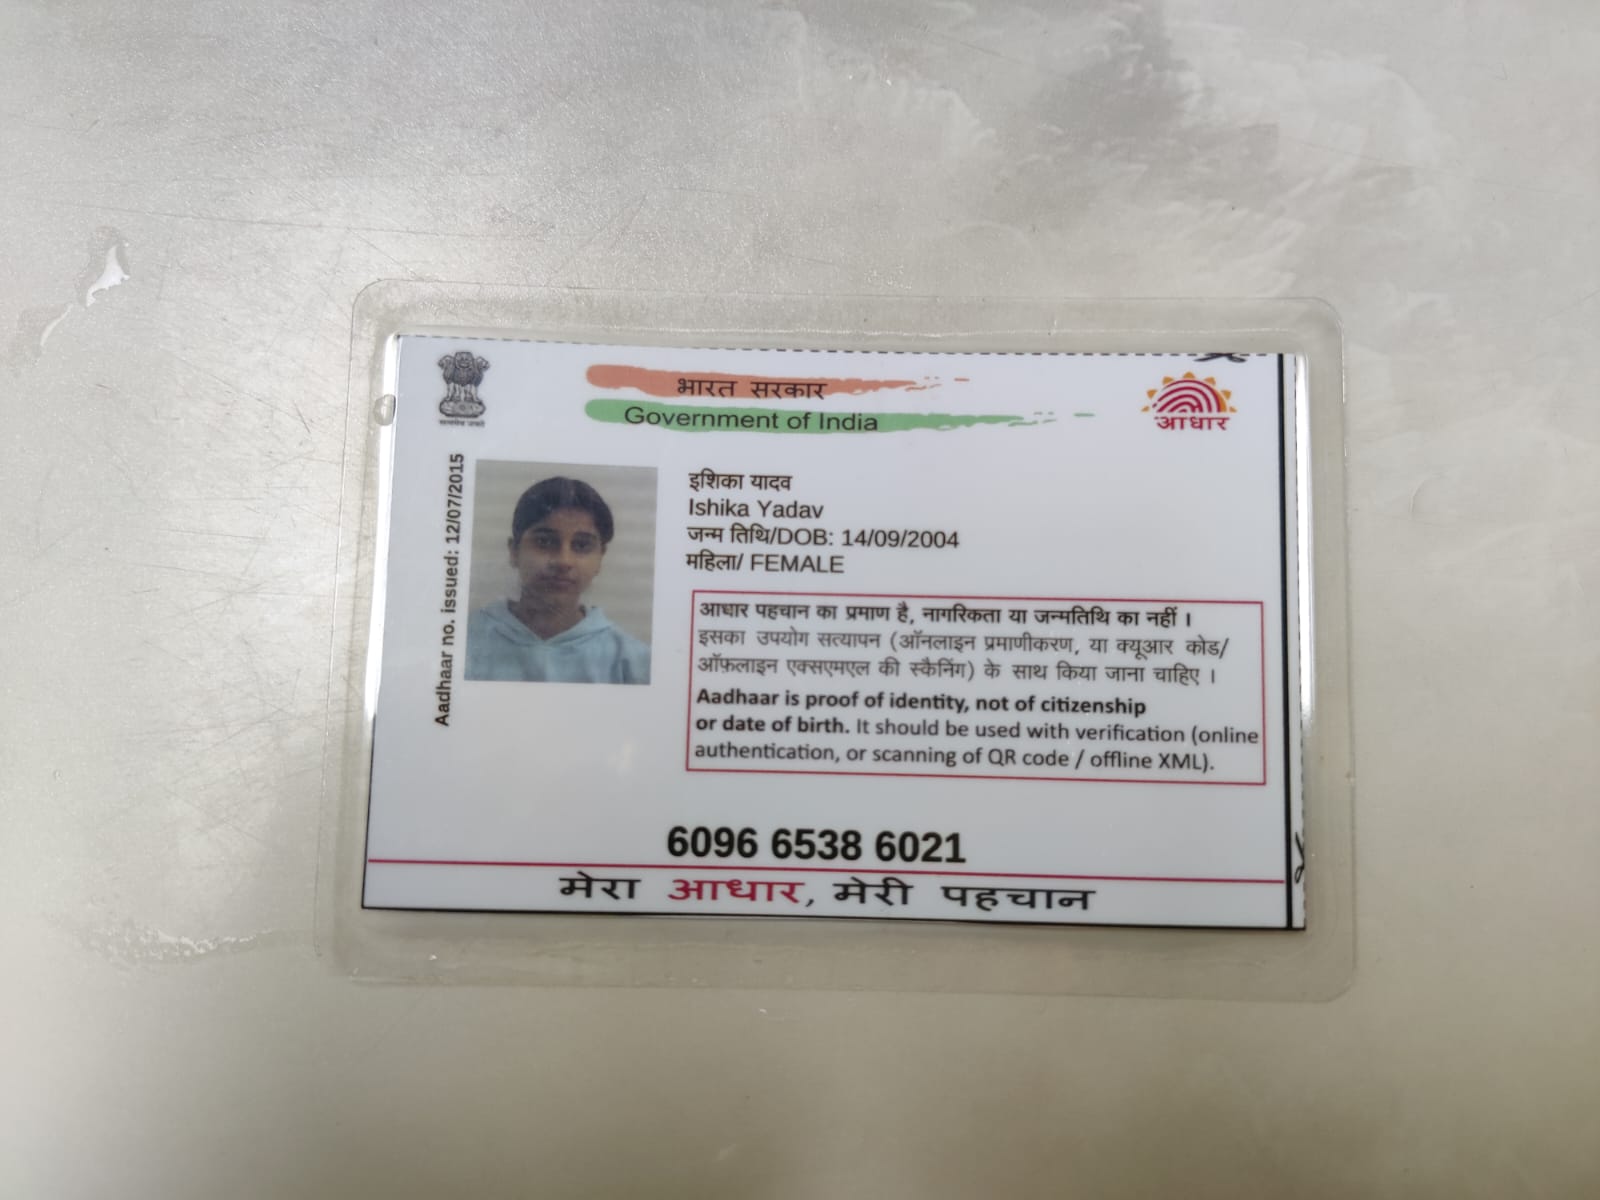 भारत सरकार
Government of India
आधार
Aadhaar no. issued: 12/07/2015
इशिका यादव
Ishika Yadav
जन्म तिथि/DOB: 14/09/2004
महिला/ FEMALE
आधार पहचान का प्रमाण है, नागरिकता या जन्मतिथि का नहीं ।
इसका उपयोग सत्यापन (ऑनलाइन प्रमाणीकरण, या क्यूआर कोड/
ऑफ़लाइन एक्सएमएल की स्कैनिंग) के साथ किया जाना चाहिए ।
Aadhaar is proof of identity, not of citizenship
or date of birth. It should be used with verification (online
authentication, or scanning of QR code / offline XML).
6096 6538 6021
मेरा आधार, मेरी पहचान